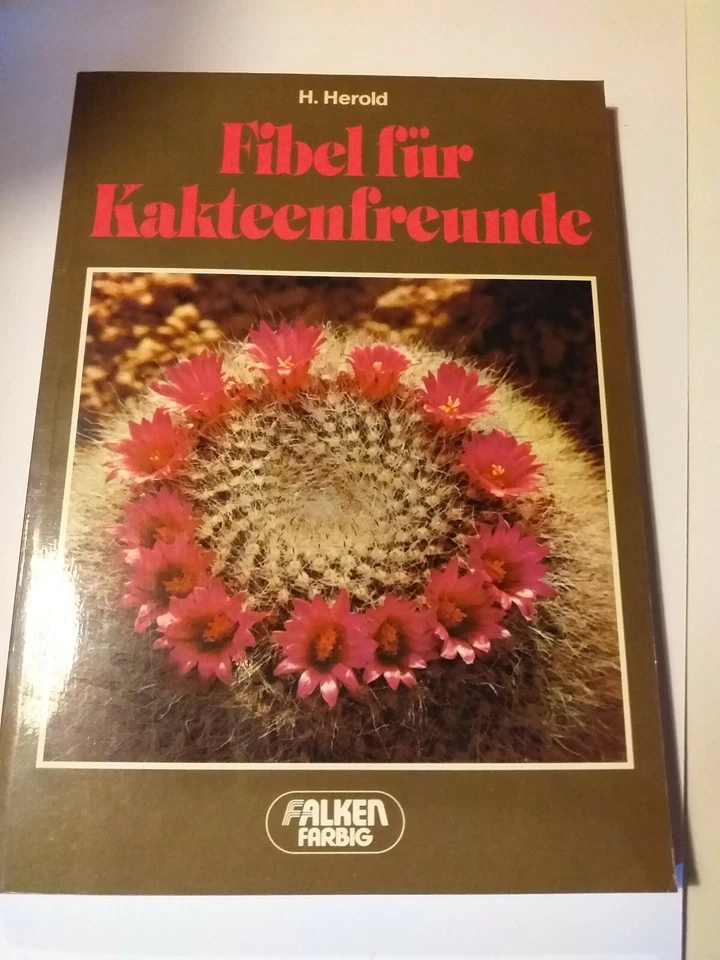 H. Herold
Fibel für
Kakteenfreunde
FALKEN
FARBIG